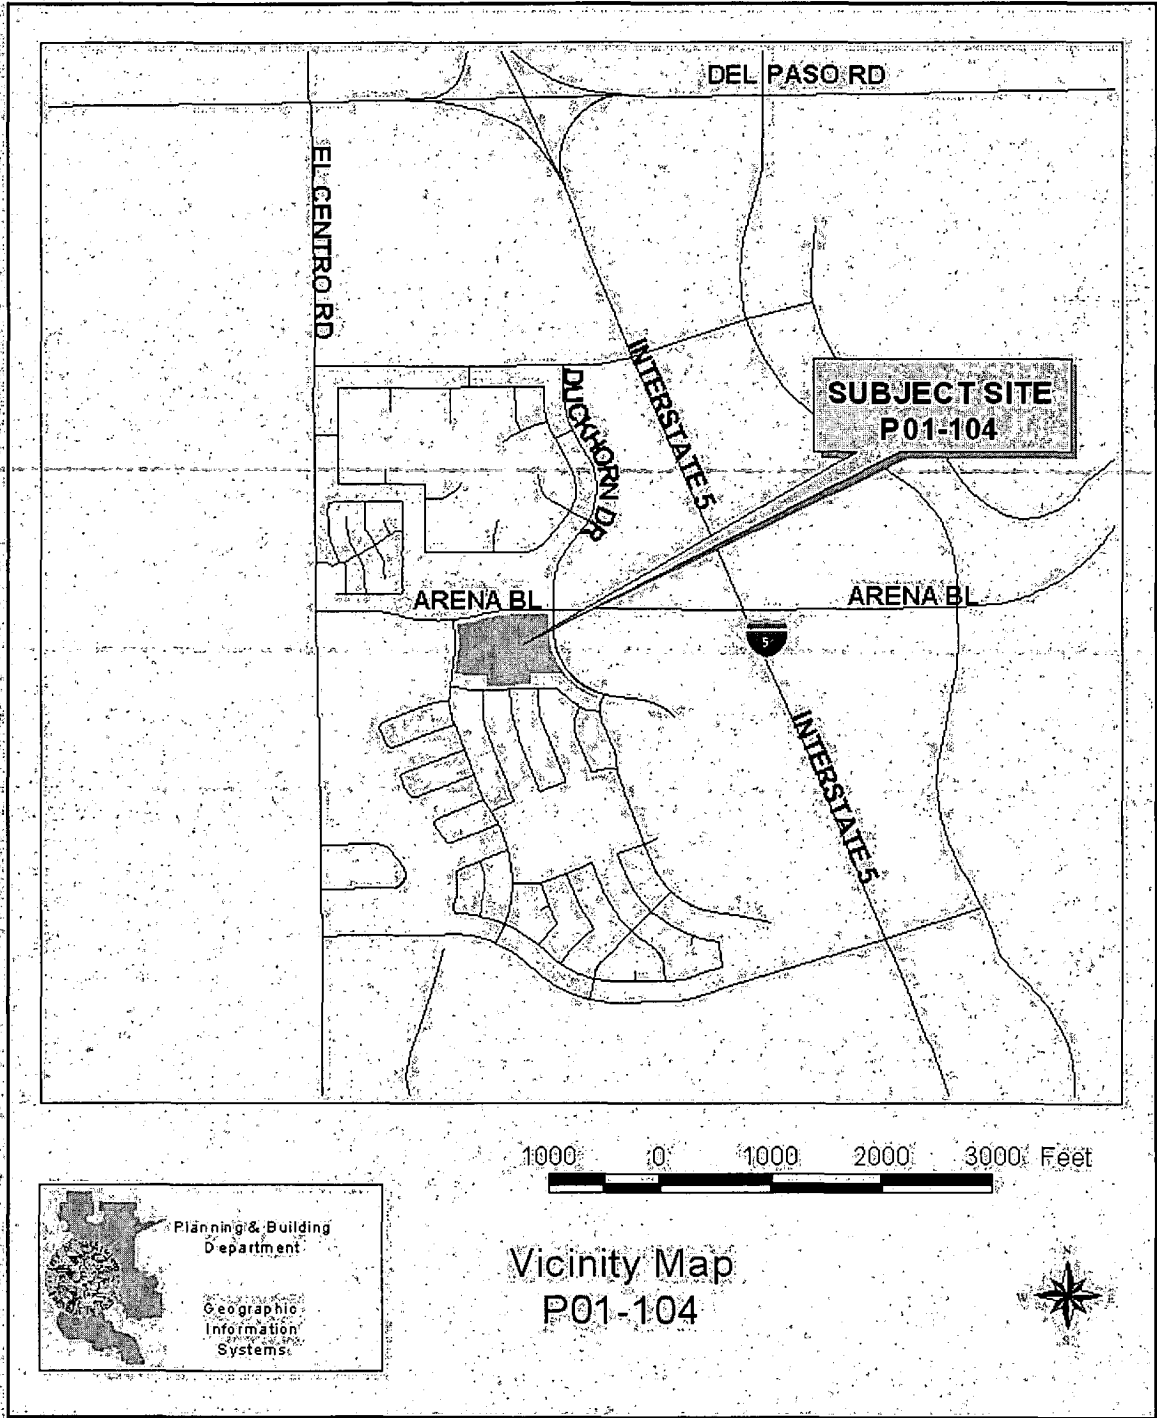 DEL PASO RD
EL CENTRO RD
INTERSTATE 5
DUCKHORN DR
SUBJECT SITE
P01-104
ARENA BL
ARENA BL
5
INTERSTATE 5
1000 0 1000 2000 3000 Feet
Planning & Building
Department
Geographic
Information
Systems
Vicinity Map
P01-104
N
W E
S